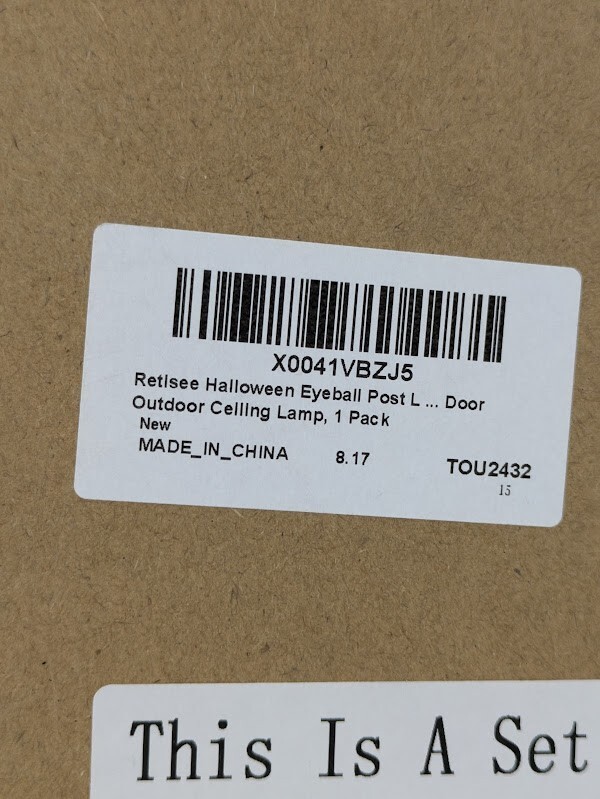 X0041VBZJ5
Retisee Halloween Eyeball Post L ... Door
Outdoor Ceiling Lamp, 1 Pack
New
MADE_IN_CHINA 8.17 TOU2432
15
This Is A Set